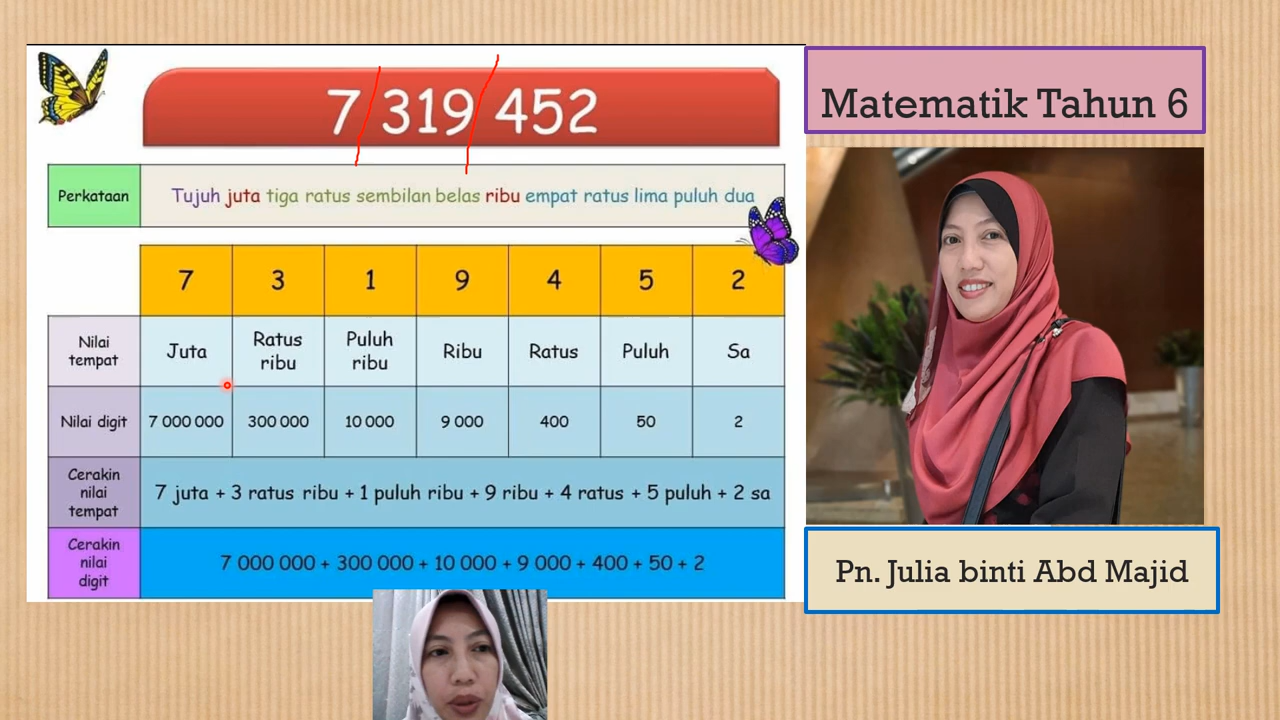 7 319 452
Perkataan
Tujuh juta tiga ratus sembilan belas ribu empat ratus lima puluh dua
7 3 1 9 4 5 2
Nilai tempat
Juta
Ratus ribu
Puluh ribu
Ribu
Ratus
Puluh
Sa
Nilai digit
7 000 000
300 000
10 000
9 000
400
50
2
Cerakin nilai tempat
7 juta + 3 ratus ribu + 1 puluh ribu + 9 ribu + 4 ratus + 5 puluh + 2 sa
Cerakin nilai digit
7 000 000 + 300 000 + 10 000 + 9 000 + 400 + 50 + 2
Matematik Tahun 6
Pn. Julia binti Abd Majid